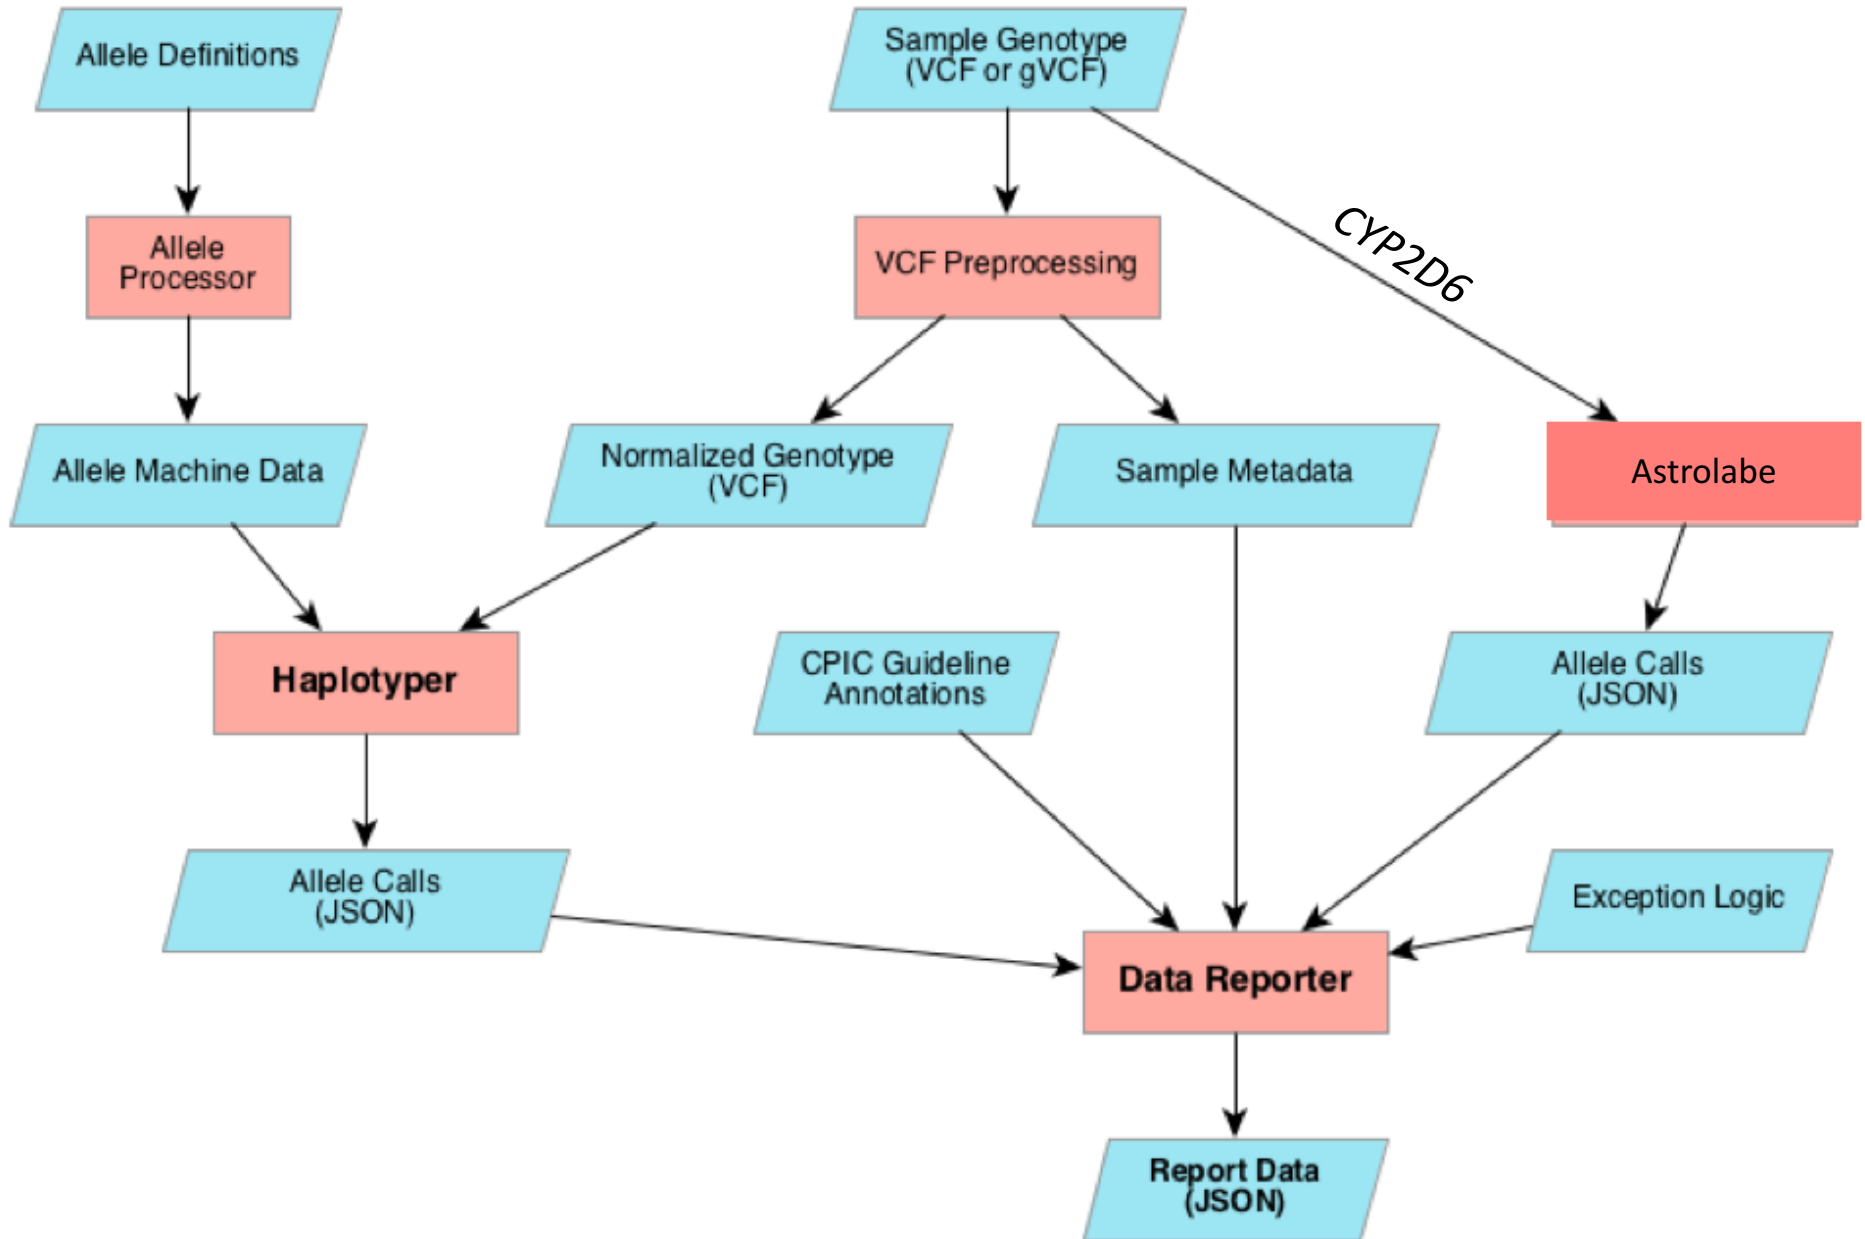 Allele Definitions
Sample Genotype
(VCF or gVCF)
CYP2D6
Allele
Processor
VCF Preprocessing
Allele Machine Data
Normalized Genotype
(VCF)
Sample Metadata
Astrolabe
Haplotyper
CPIC Guideline
Annotations
Allele Calls
(JSON)
Allele Calls
(JSON)
Exception Logic
Data Reporter
Report Data
(JSON)